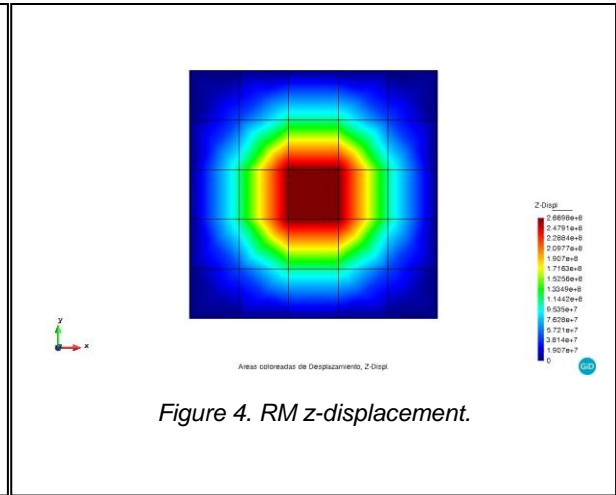 Z-Displ
2.6698e+8
2.4791e+8
2.2884e+8
2.0977e+8
1.907e+8
1.7163e+8
1.5256e+8
1.3349e+8
1.1442e+8
9.535e+7
7.628e+7
5.721e+7
3.814e+7
1.907e+7
0
GiD
y
x
Areas coloreadas de Desplazamiento, Z-Displ.
Figure 4. RM z-displacement.